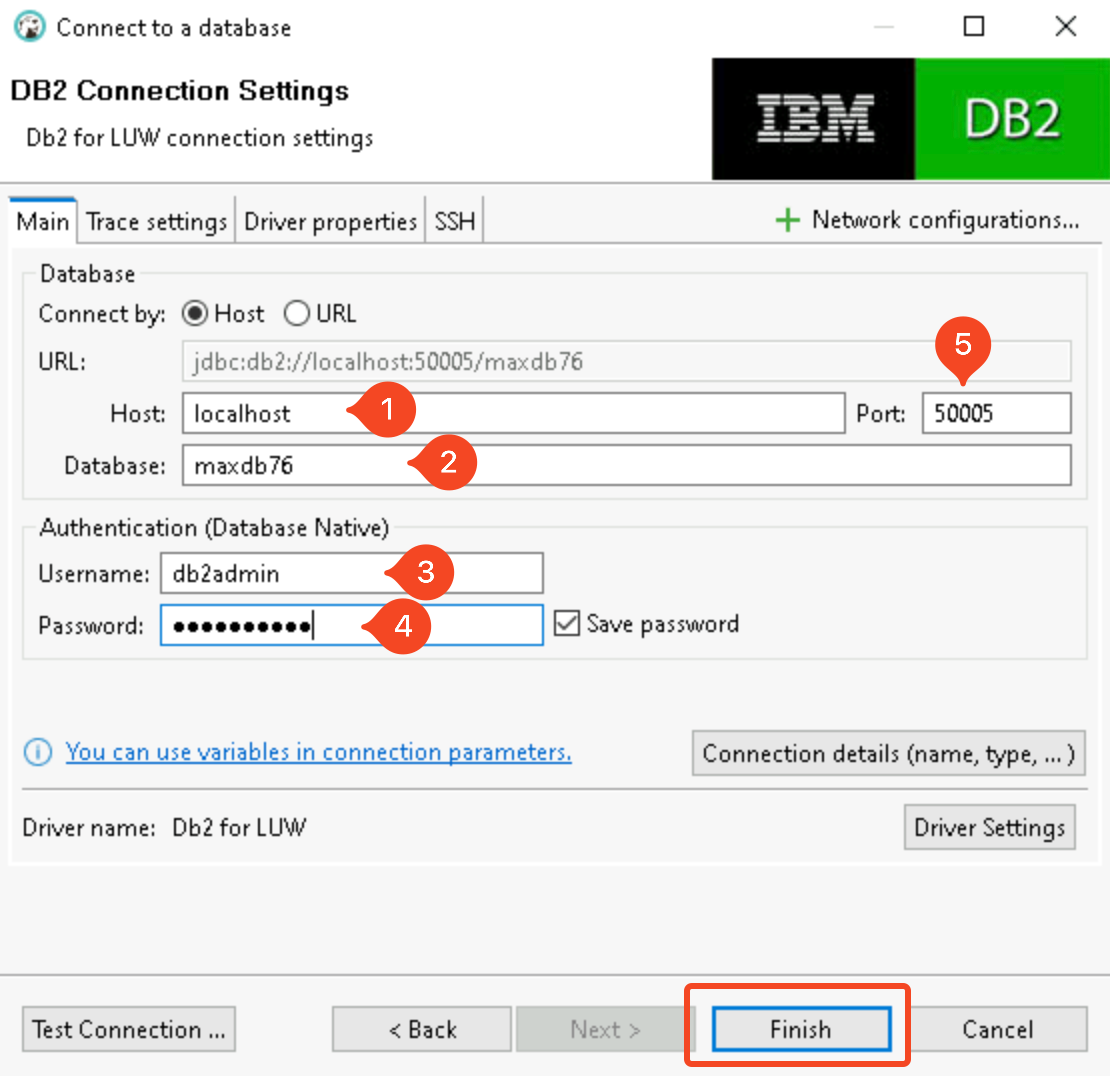 Connect to a database
DB2 Connection Settings
Db2 for LUW connection settings
IBM DB2
Main Trace settings Driver properties SSH Network configurations...
Database
Connect by: Host URL
URL: jdbc:db2://localhost:50005/maxdb76
5
Host: localhost 1 Port: 50005
Database: maxdb76 2
Authentication (Database Native)
Username: db2admin 3
Password: ●●●●●●●●●● 4 Save password
You can use variables in connection parameters.
Connection details (name, type, ... )
Driver name: Db2 for LUW Driver Settings
Test Connection ... < Back Next > Finish Cancel